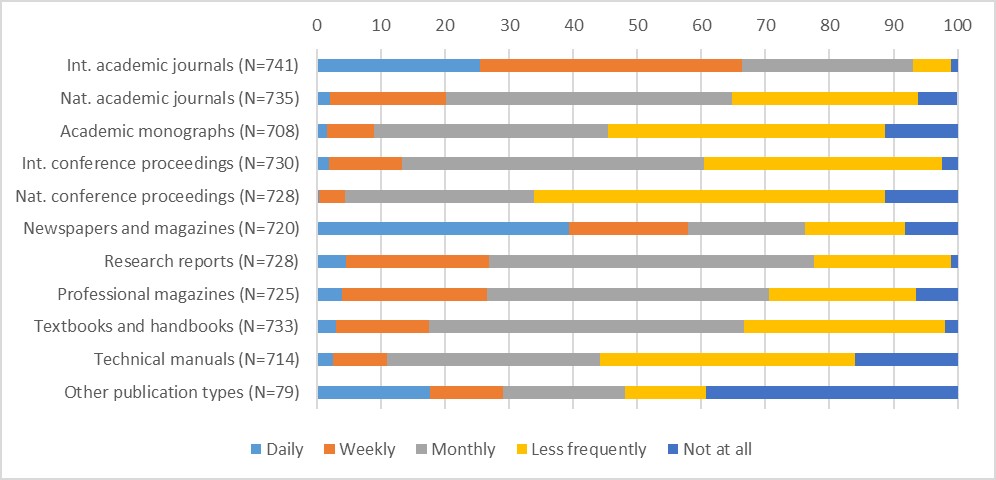 0 10 20 30 40 50 60 70 80 90 100
Int. academic journals (N=741)
Nat. academic journals (N=735)
Academic monographs (N=708)
Int. conference proceedings (N=730)
Nat. conference proceedings (N=728)
Newspapers and magazines (N=720)
Research reports (N=728)
Professional magazines (N=725)
Textbooks and handbooks (N=733)
Technical manuals (N=714)
Other publication types (N=79)
Daily Weekly Monthly Less frequently Not at all